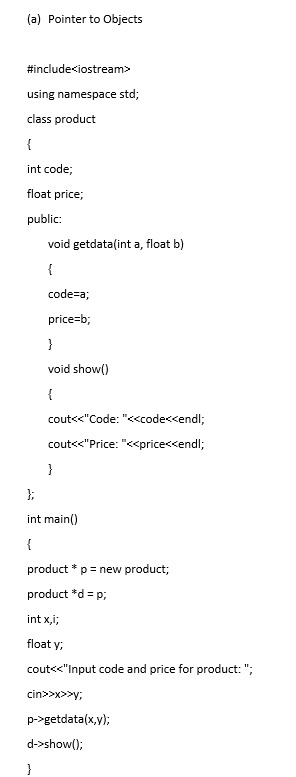 (a) Pointer to Objects
#include<iostream>
using namespace std;
class product
{
int code;
float price;
public:
void getdata(int a, float b)
{
code=a;
price=b;
}
void show()
{
cout<<"Code: "<<code<<endl;
cout<<"Price: "<<price<<endl;
}
};
int main()
{
product * p = new product;
product *d = p;
int x,i;
float y;
cout<<"Input code and price for product: ";
cin>>x>>y;
p->getdata(x,y);
d->show();
}